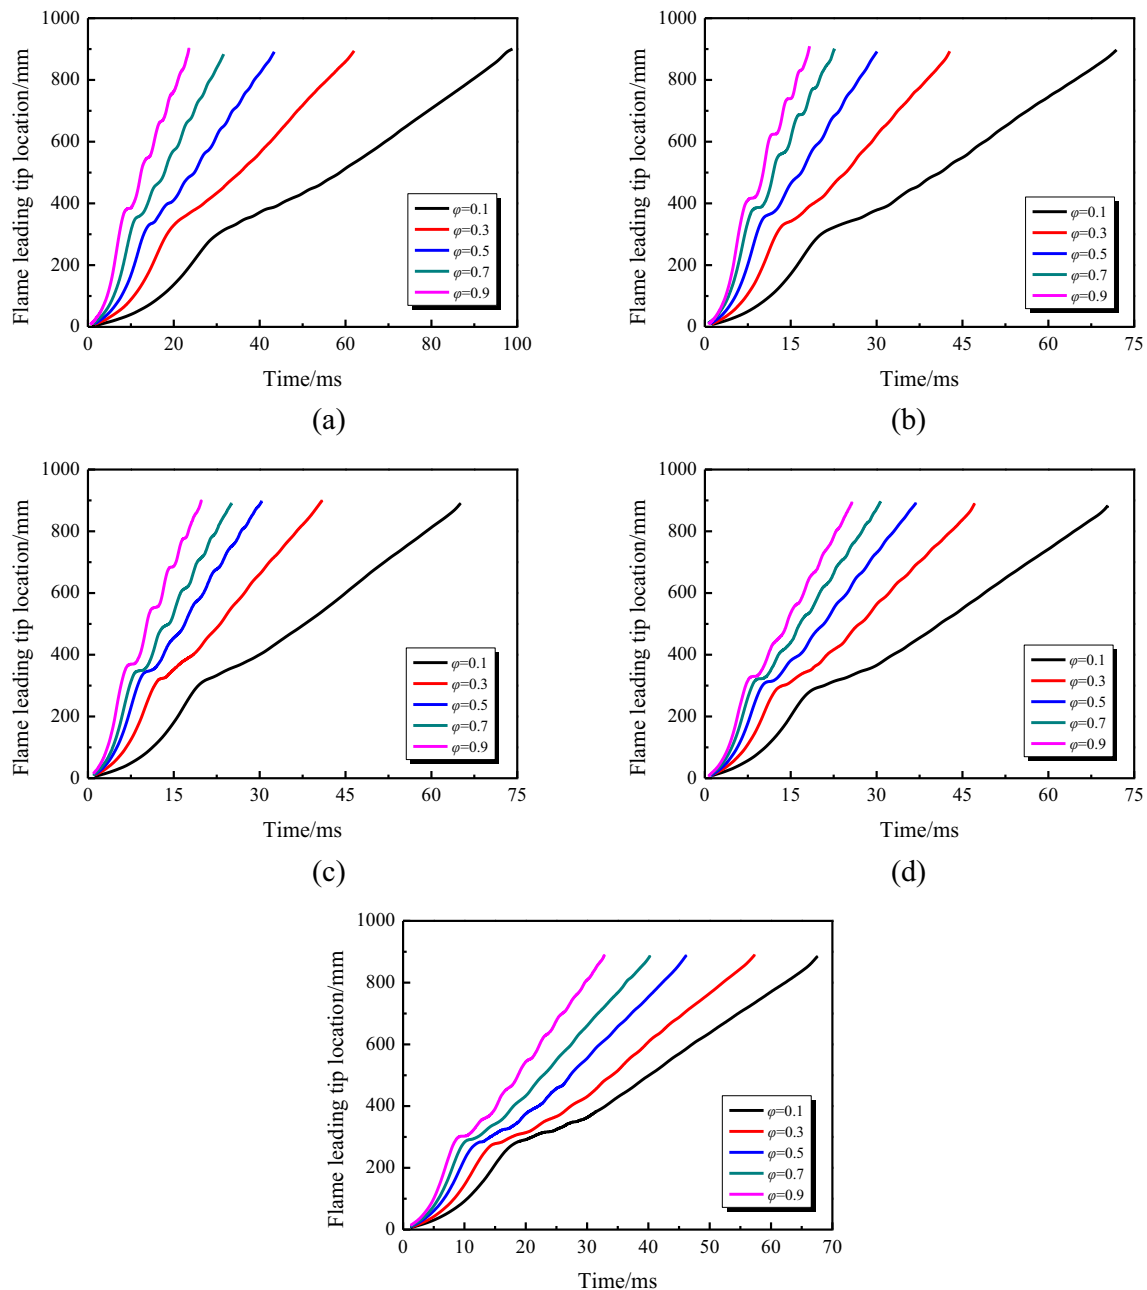 1000
800
600
400
200
0
Flame leading tip location/mm
φ=0.1
φ=0.3
φ=0.5
φ=0.7
φ=0.9
0 20 40 60 80 100
Time/ms
(a)
1000
800
600
400
200
0
Flame leading tip location/mm
φ=0.1
φ=0.3
φ=0.5
φ=0.7
φ=0.9
0 15 30 45 60 75
Time/ms
(b)
1000
800
600
400
200
0
Flame leading tip location/mm
φ=0.1
φ=0.3
φ=0.5
φ=0.7
φ=0.9
0 15 30 45 60 75
Time/ms
(c)
1000
800
600
400
200
0
Flame leading tip location/mm
φ=0.1
φ=0.3
φ=0.5
φ=0.7
φ=0.9
0 15 30 45 60 75
Time/ms
(d)
1000
800
600
400
200
0
Flame leading tip location/mm
φ=0.1
φ=0.3
φ=0.5
φ=0.7
φ=0.9
0 10 20 30 40 50 60 70
Time/ms